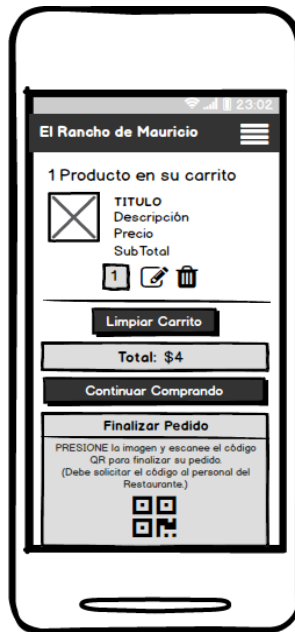 23:02
El Rancho de Mauricio
1 Producto en su carrito
TITULO
Descripción
Precio
SubTotal
1
Limpiar Carrito
Total: $4
Continuar Comprando
Finalizar Pedido
PRESIONE la imagen y escanee el código
QR para finalizar su pedido.
(Debe solicitar el código al personal del
Restaurante.)